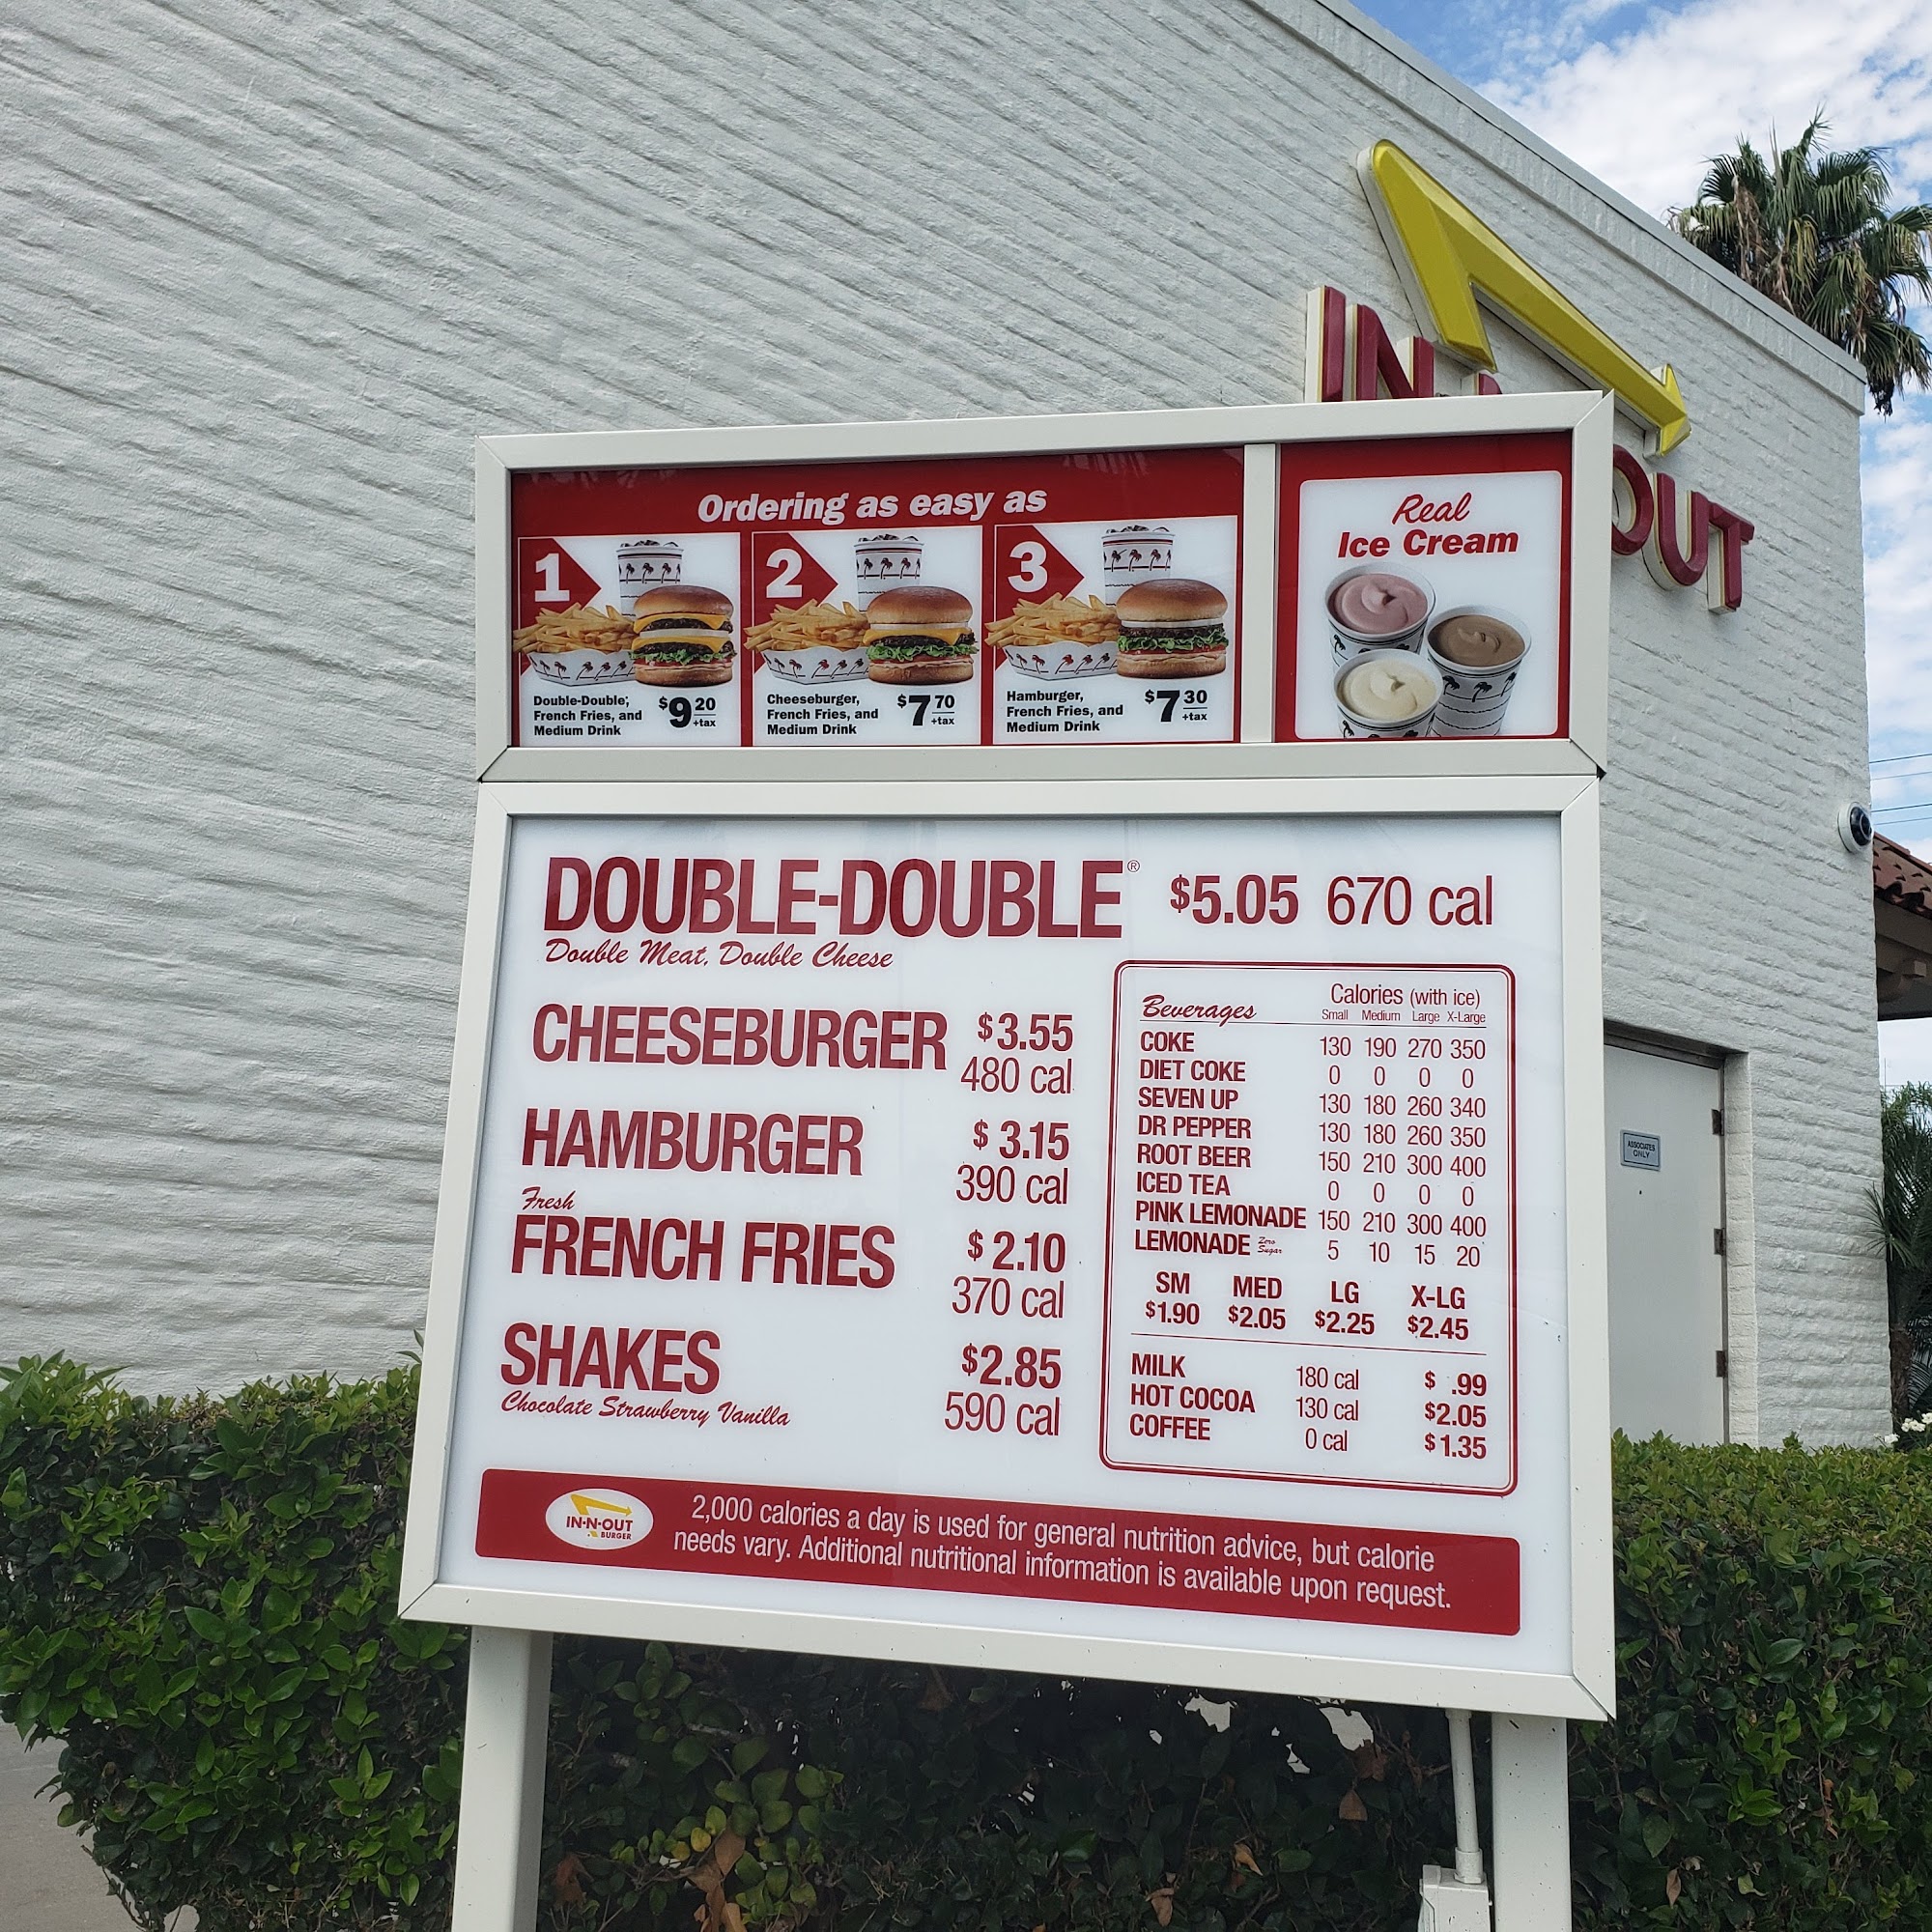 IN
OUT
Ordering as easy as
1
2
3
Double-Double®,
French Fries, and
Medium Drink
$9 20
+tax
Cheeseburger,
French Fries, and
Medium Drink
$7 70
+tax
Hamburger,
French Fries, and
Medium Drink
$7 30
+tax
Real
Ice Cream
DOUBLE-DOUBLE® $5.05 670 cal
Double Meat, Double Cheese
CHEESEBURGER $3.55
480 cal
HAMBURGER $3.15
390 cal
Fresh
FRENCH FRIES $2.10
370 cal
SHAKES $2.85
Chocolate Strawberry Vanilla 590 cal
Beverages Calories (with ice)
Small Medium Large X-Large
COKE 130 190 270 350
DIET COKE 0 0 0 0
SEVEN UP 130 180 260 340
DR PEPPER 130 180 260 350
ROOT BEER 150 210 300 400
ICED TEA 0 0 0 0
PINK LEMONADE 150 210 300 400
LEMONADE Zero Sugar 5 10 15 20
SM MED LG X-LG
$1.90 $2.05 $2.25 $2.45
MILK 180 cal $ .99
HOT COCOA 130 cal $2.05
COFFEE 0 cal $1.35
IN-N-OUT
BURGER
2,000 calories a day is used for general nutrition advice, but calorie
needs vary. Additional nutritional information is available upon request.
ASSOCIATES
ONLY